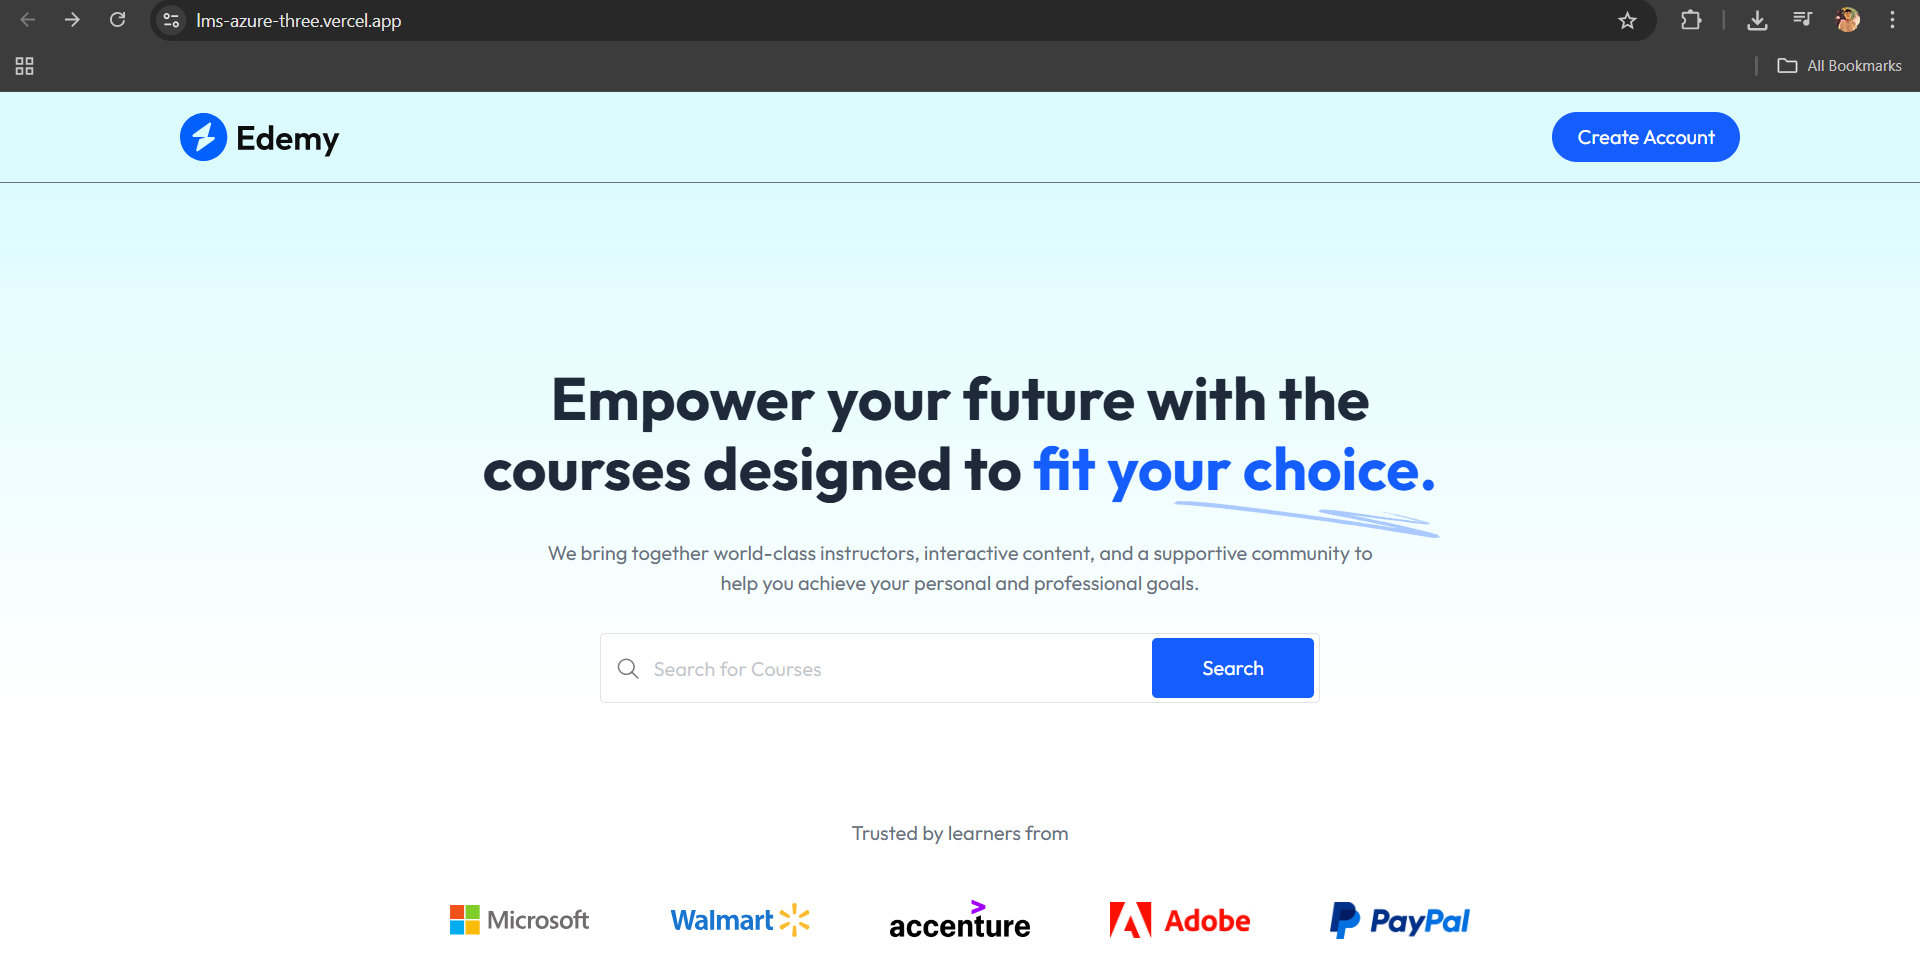 lms-azure-three.vercel.app
All Bookmarks
Edemy
Create Account
Empower your future with the
courses designed to fit your choice.
We bring together world-class instructors, interactive content, and a supportive community to
help you achieve your personal and professional goals.
Search for Courses
Search
Trusted by learners from
Microsoft
Walmart
accenture
Adobe
PayPal